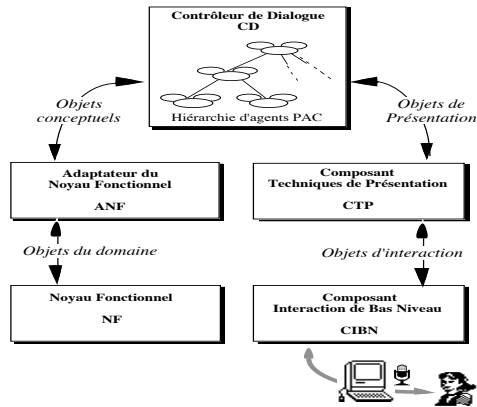 Contrôleur de Dialogue
CD
Hiérarchie d'agents PAC
Objets
conceptuels
Objets de
Présentation
Adaptateur du
Noyau Fonctionnel
ANF
Composant
Techniques de Présentation
CTP
Objets du domaine
Objets d'interaction
Noyau Fonctionnel
NF
Composant
Interaction de Bas Niveau
CIBN